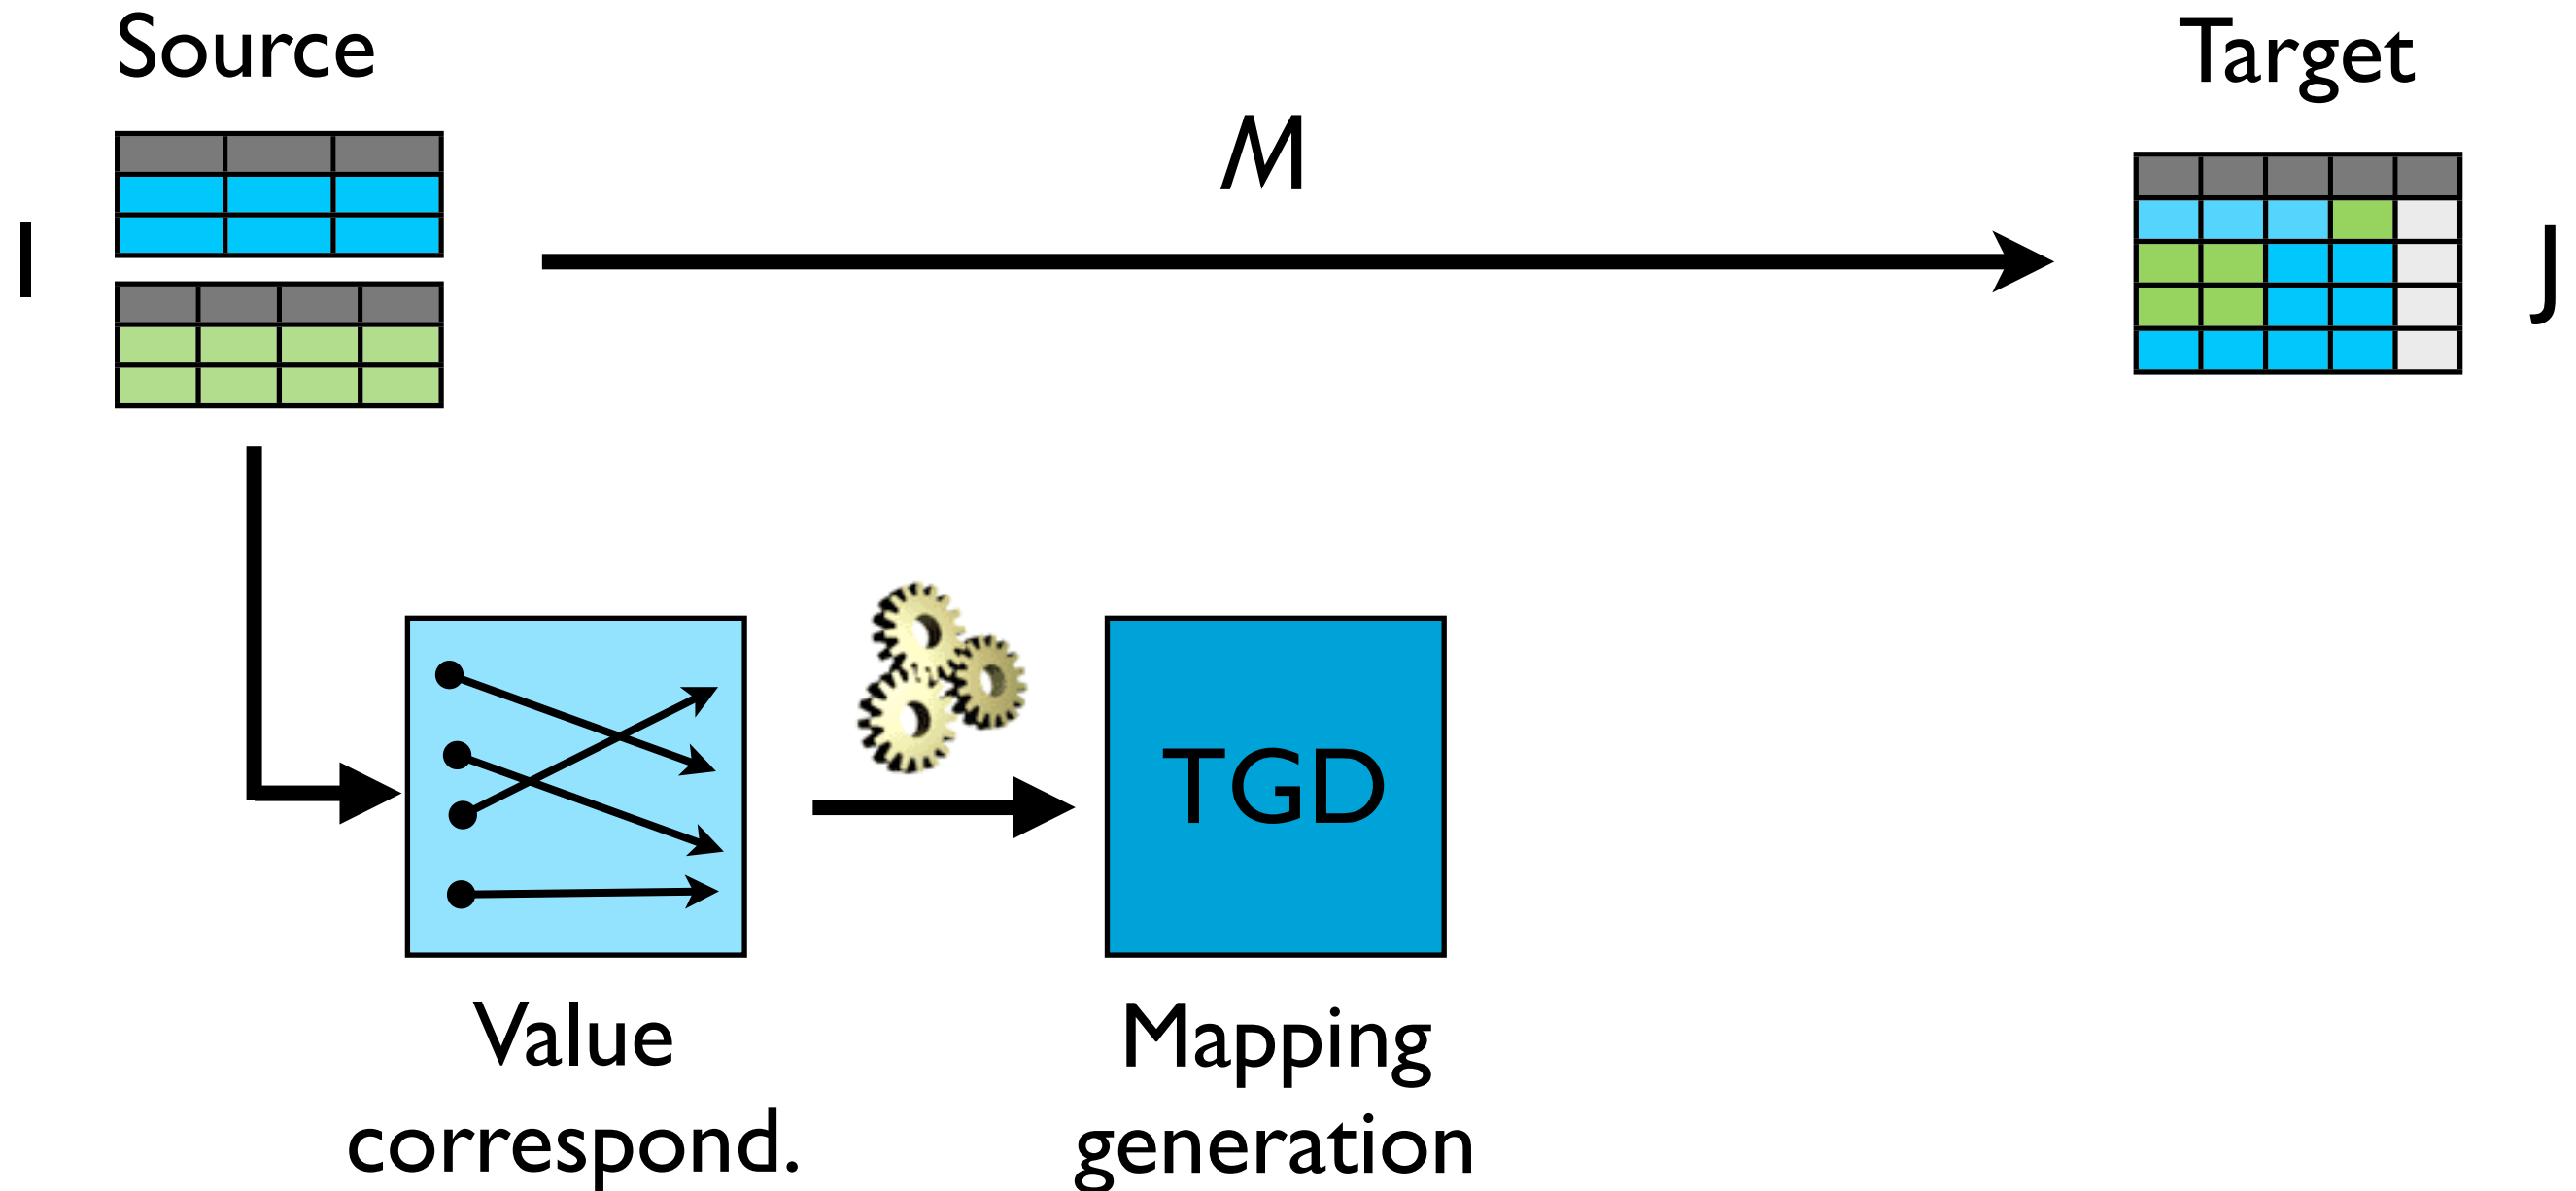 Source
Target
M
I
J
TGD
Value
correspond.
Mapping
generation